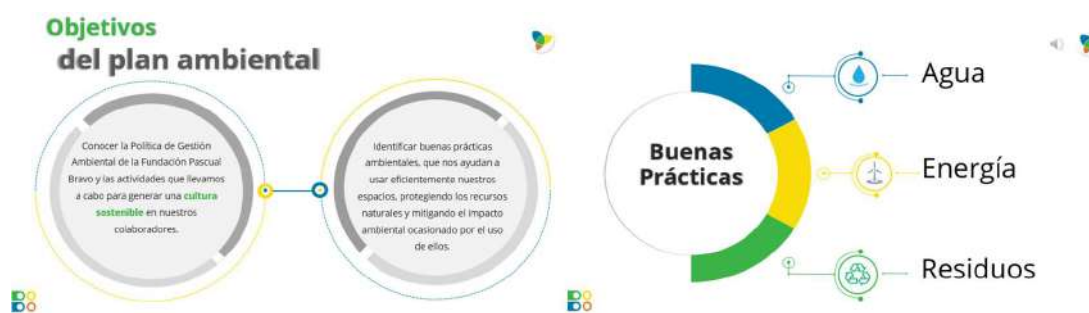 Objetivos
del plan ambiental
Conocer la Política de Gestión
Ambiental de la Fundación Pascual
Bravo y las actividades que llevamos
a cabo para generar una cultura
sostenible en nuestros
colaboradores.
Identificar buenas prácticas
ambientales, que nos ayudan a
usar eficientemente nuestros
espacios, protegiendo los recursos
naturales y mitigando el impacto
ambiental ocasionado por el uso
de ellos.
Buenas
Prácticas
Agua
Energía
Residuos